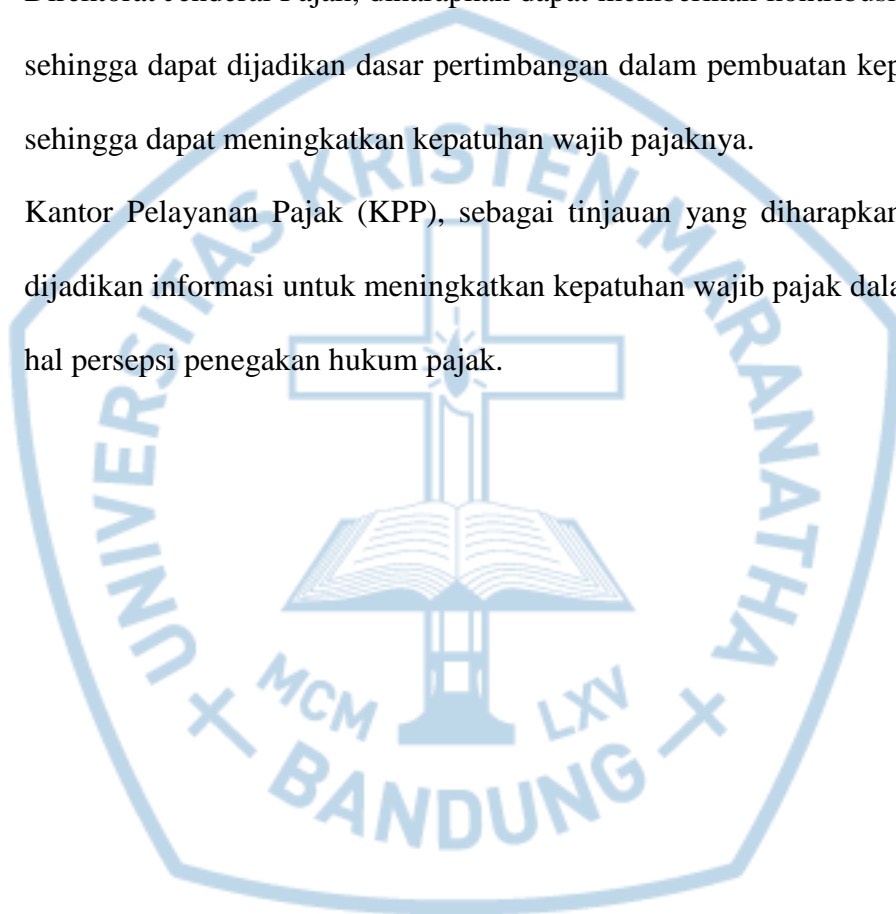 sehingga dapat dijadikan dasar pertimbangan dalam pembuatan
sehingga dapat meningkatkan kepatuhan wajib pajaknya.
Kantor Pelayanan Pajak (KPP), sebagai tinjauan yang diharapkan
dijadikan informasi untuk meningkatkan kepatuhan wajib pajak
hal persepsi penegakan hukum pajak.
UNIVERSITAS KRISTEN MARANATHA
MCM LXV
BANDUNG